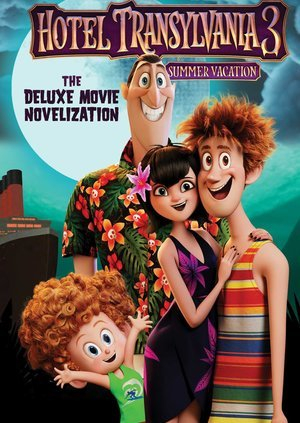 HOTEL TRANSYLVANIA 3
SUMMER VACATION
THE
DELUXE MOVIE
NOVELIZATION